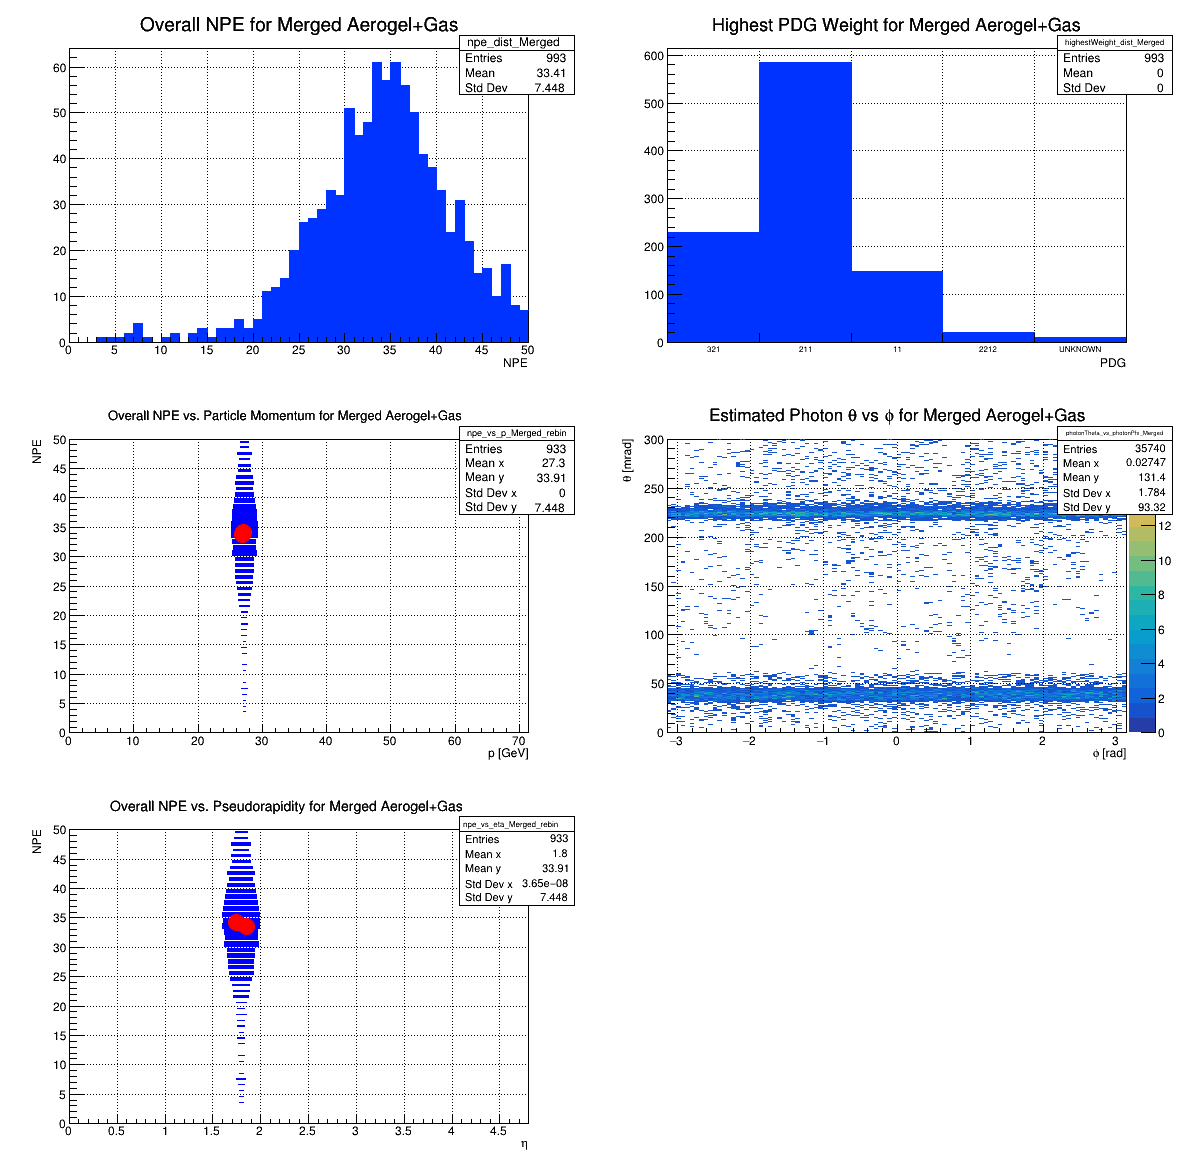 Overall NPE for Merged Aerogel+Gas
npe_dist_Merged
Entries 993
Mean 33.41
Std Dev 7.448
60
50
40
30
20
10
0
0 5 10 15 20 25 30 35 40 45 50
NPE
Highest PDG Weight for Merged Aerogel+Gas
highestWeight_dist_Merged
Entries 993
Mean 0
Std Dev 0
600
500
400
300
200
100
0
321 211 11 2212 UNKNOWN
PDG
Overall NPE vs. Particle Momentum for Merged Aerogel+Gas
npe_vs_p_Merged_rebin
Entries 933
Mean x 27.3
Mean y 33.91
Std Dev x 0
Std Dev y 7.448
NPE
50
45
40
35
30
25
20
15
10
5
0
0 10 20 30 40 50 60 70
p [GeV]
Estimated Photon θ vs ϕ for Merged Aerogel+Gas
photonTheta_vs_photonPhi_Merged
Entries 35740
Mean x 0.02747
Mean y 131.4
Std Dev x 1.784
Std Dev y 93.32
θ [mrad]
300
250
200
150
100
50
0
−3 −2 −1 0 1 2 3
ϕ [rad]
12
10
8
6
4
2
0
Overall NPE vs. Pseudorapidity for Merged Aerogel+Gas
npe_vs_eta_Merged_rebin
Entries 933
Mean x 1.8
Mean y 33.91
Std Dev x 3.65e−08
Std Dev y 7.448
NPE
50
45
40
35
30
25
20
15
10
5
0
0 0.5 1 1.5 2 2.5 3 3.5 4 4.5
η